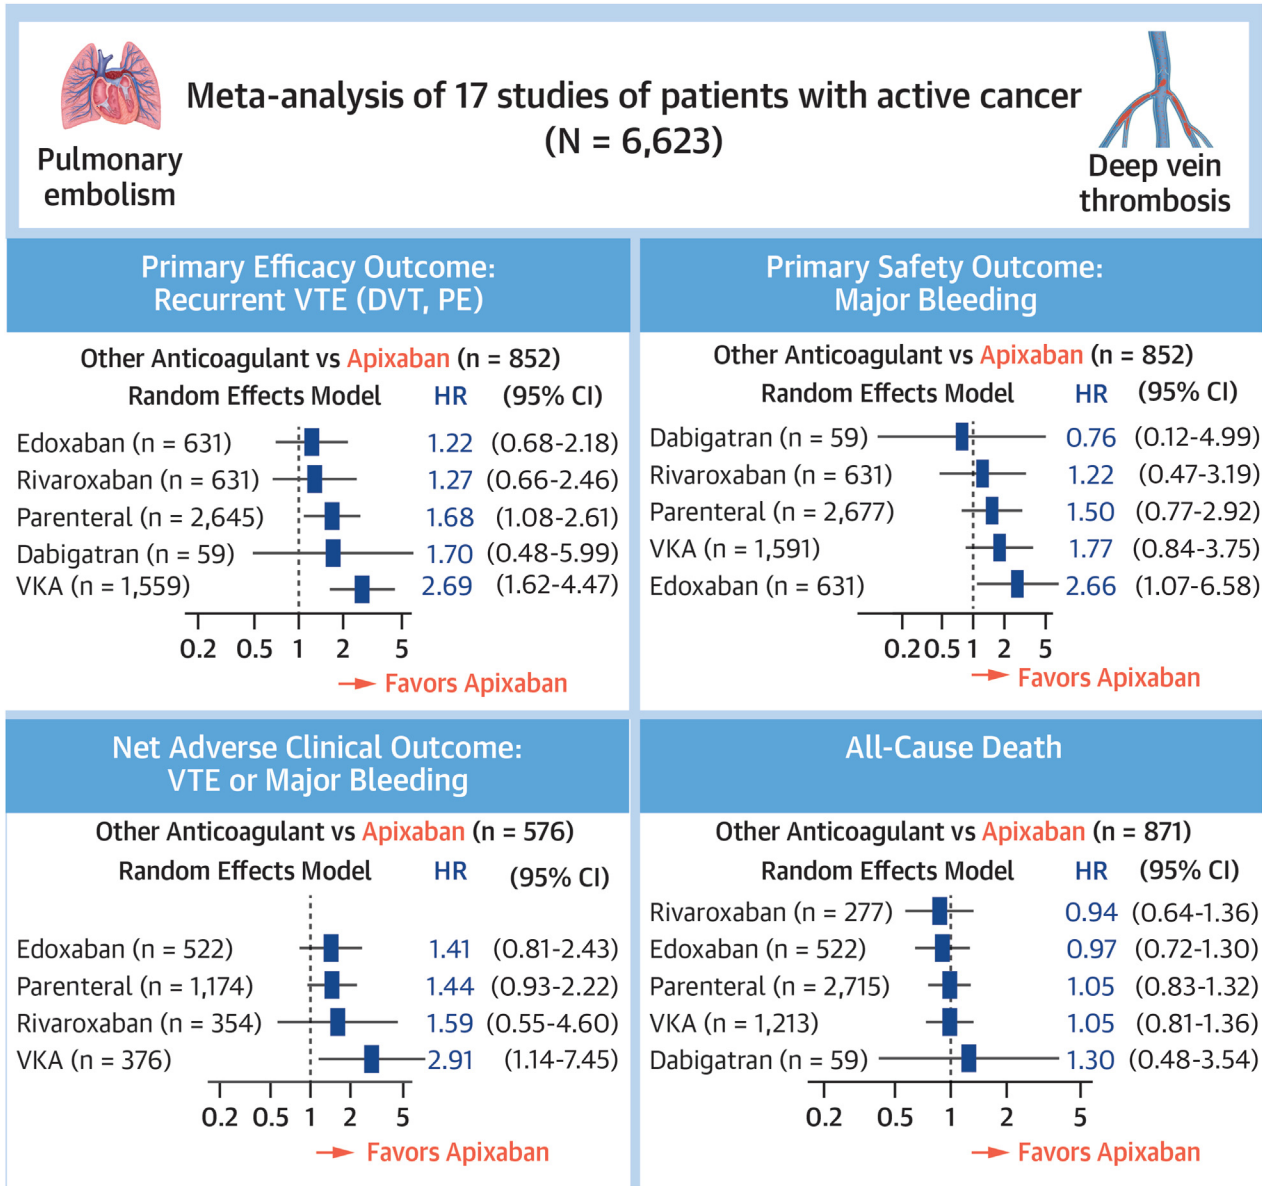 Meta-analysis of 17 studies of patients with active cancer
(N = 6,623)
Pulmonary
embolism
Deep vein
thrombosis
Primary Efficacy Outcome:
Recurrent VTE (DVT, PE)
Other Anticoagulant vs Apixaban (n = 852)
Random Effects Model HR (95% CI)
Edoxaban (n = 631) 1.22 (0.68-2.18)
Rivaroxaban (n = 631) 1.27 (0.66-2.46)
Parenteral (n = 2,645) 1.68 (1.08-2.61)
Dabigatran (n = 59) 1.70 (0.48-5.99)
VKA (n = 1,559) 2.69 (1.62-4.47)
0.2 0.5 1 2 5
Favors Apixaban
Primary Safety Outcome:
Major Bleeding
Other Anticoagulant vs Apixaban (n = 852)
Random Effects Model HR (95% CI)
Dabigatran (n = 59) 0.76 (0.12-4.99)
Rivaroxaban (n = 631) 1.22 (0.47-3.19)
Parenteral (n = 2,677) 1.50 (0.77-2.92)
VKA (n = 1,591) 1.77 (0.84-3.75)
Edoxaban (n = 631) 2.66 (1.07-6.58)
0.2 0.5 1 2 5
Favors Apixaban
Net Adverse Clinical Outcome:
VTE or Major Bleeding
Other Anticoagulant vs Apixaban (n = 576)
Random Effects Model HR (95% CI)
Edoxaban (n = 522) 1.41 (0.81-2.43)
Parenteral (n = 1,174) 1.44 (0.93-2.22)
Rivaroxaban (n = 354) 1.59 (0.55-4.60)
VKA (n = 376) 2.91 (1.14-7.45)
0.2 0.5 1 2 5
Favors Apixaban
All-Cause Death
Other Anticoagulant vs Apixaban (n = 871)
Random Effects Model HR (95% CI)
Rivaroxaban (n = 277) 0.94 (0.64-1.36)
Edoxaban (n = 522) 0.97 (0.72-1.30)
Parenteral (n = 2,715) 1.05 (0.83-1.32)
VKA (n = 1,213) 1.05 (0.81-1.36)
Dabigatran (n = 59) 1.30 (0.48-3.54)
0.2 0.5 1 2 5
Favors Apixaban